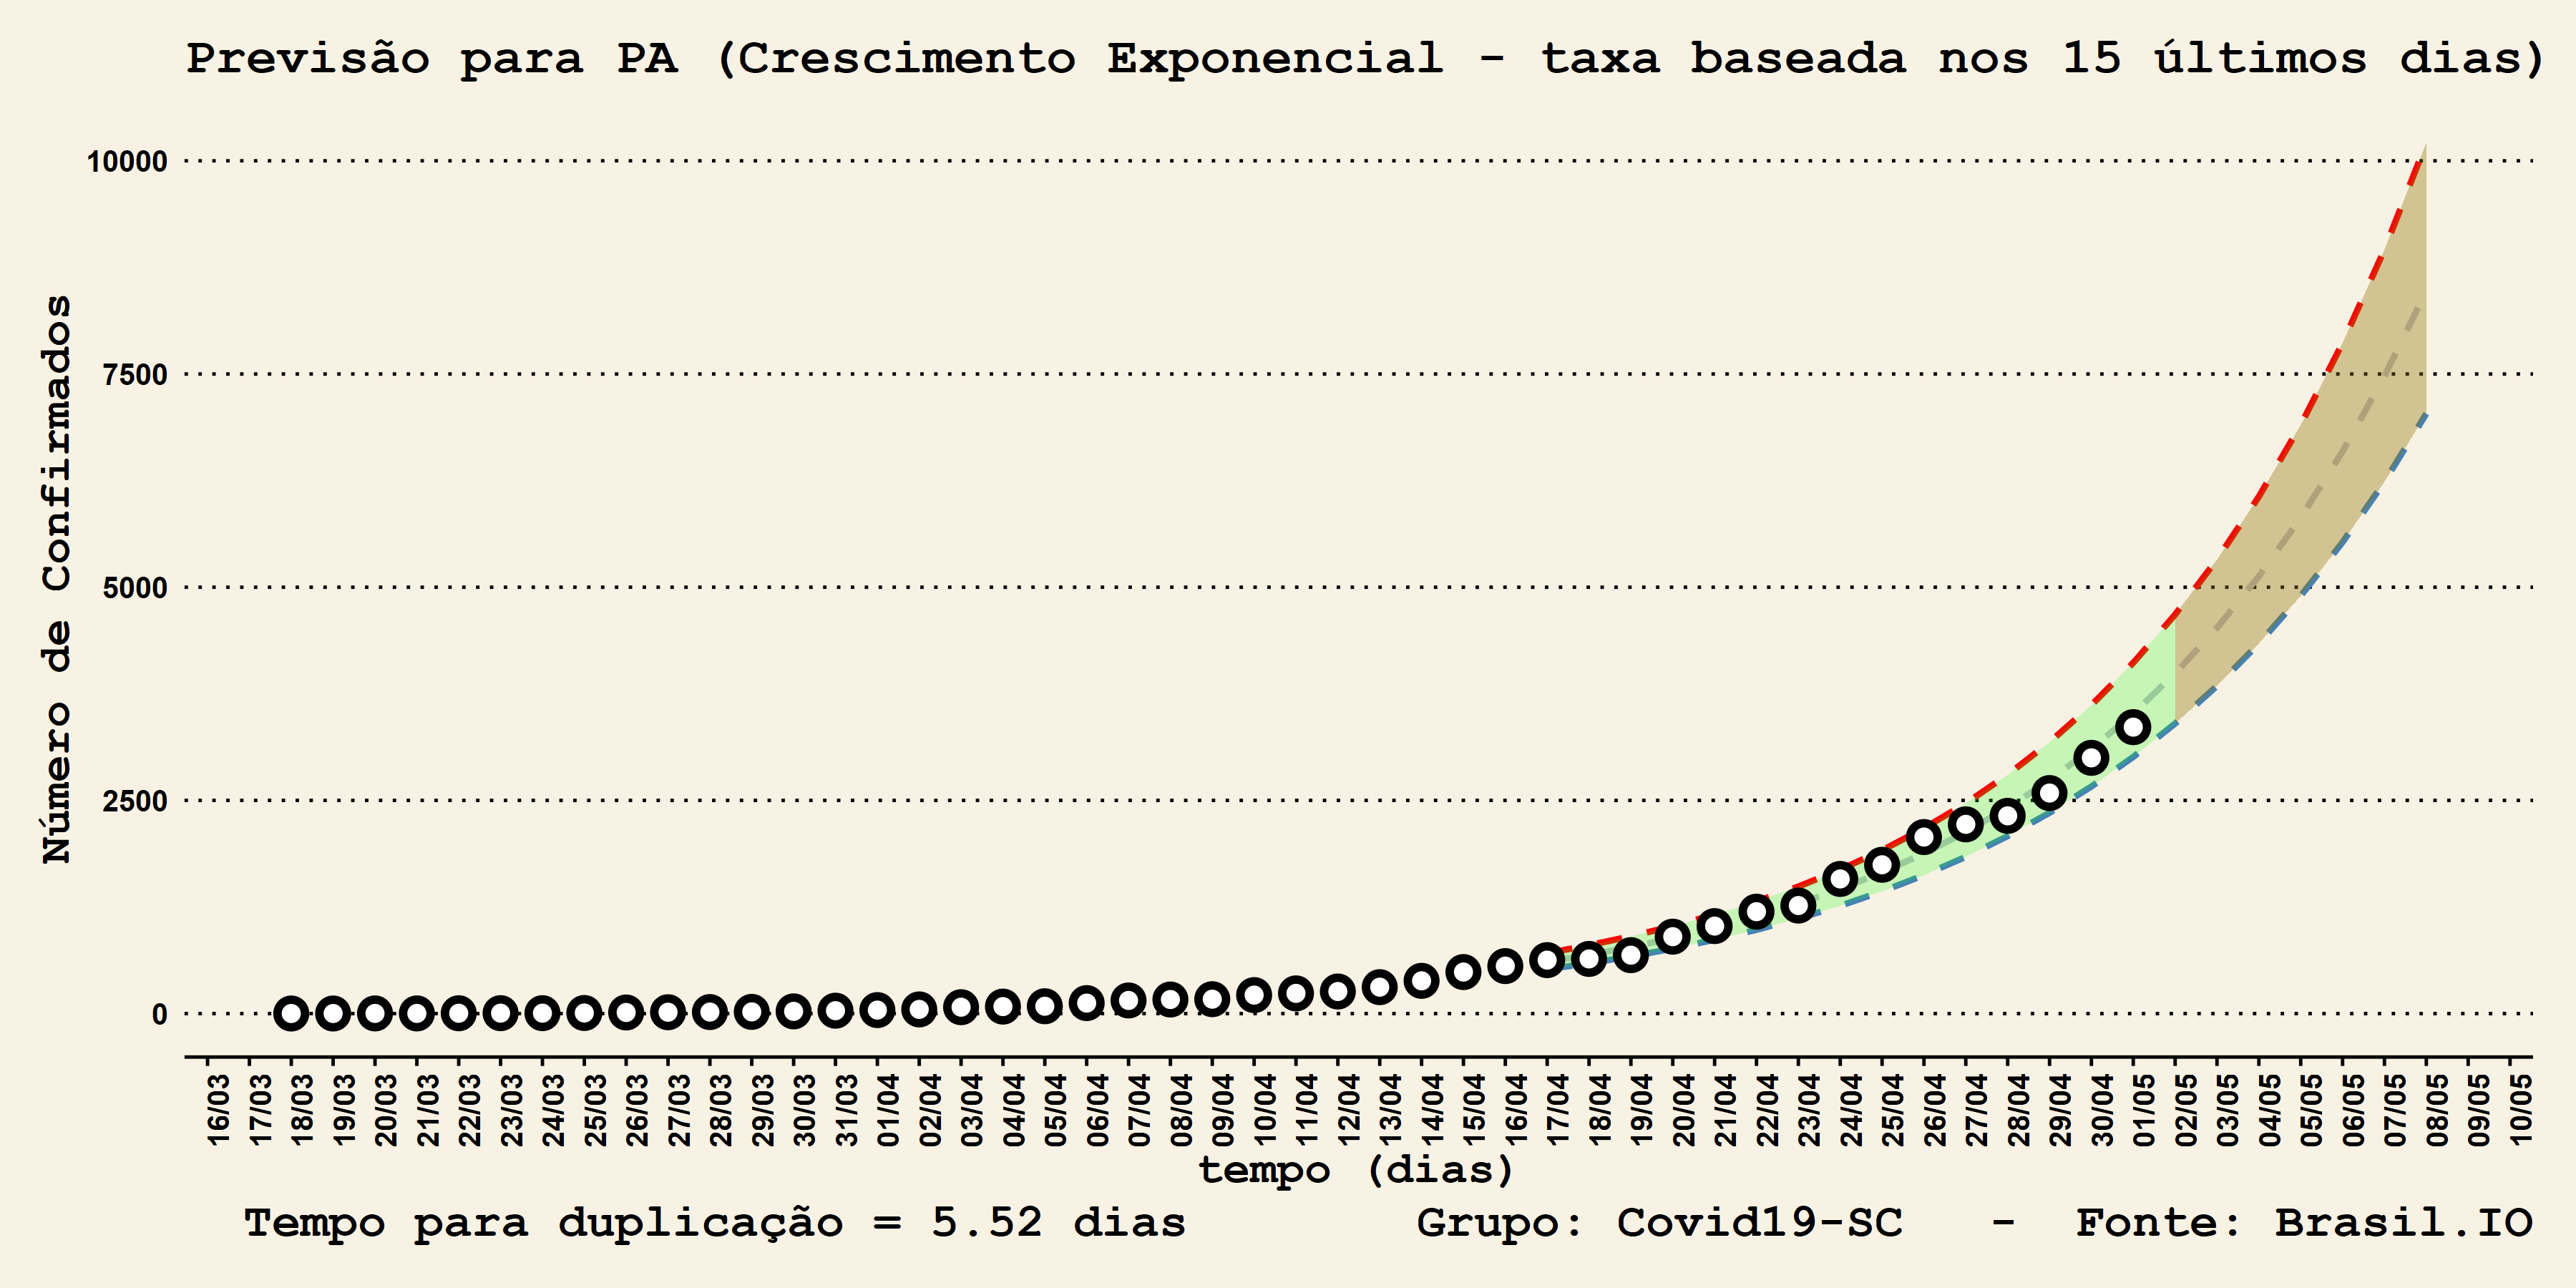 Previsão para PA (Crescimento Exponencial - taxa baseada nos 15 últimos dias)
Número de Confirmados
10000
7500
5000
2500
0
16/03 17/03 18/03 19/03 20/03 21/03 22/03 23/03 24/03 25/03 26/03 27/03 28/03 29/03 30/03 31/03 01/04 02/04 03/04 04/04 05/04 06/04 07/04 08/04 09/04 10/04 11/04 12/04 13/04 14/04 15/04 16/04 17/04 18/04 19/04 20/04 21/04 22/04 23/04 24/04 25/04 26/04 27/04 28/04 29/04 30/04 01/05 02/05 03/05 04/05 05/05 06/05 07/05 08/05 09/05 10/05
tempo (dias)
Tempo para duplicação = 5.52 dias
Grupo: Covid19-SC - Fonte: Brasil.IO